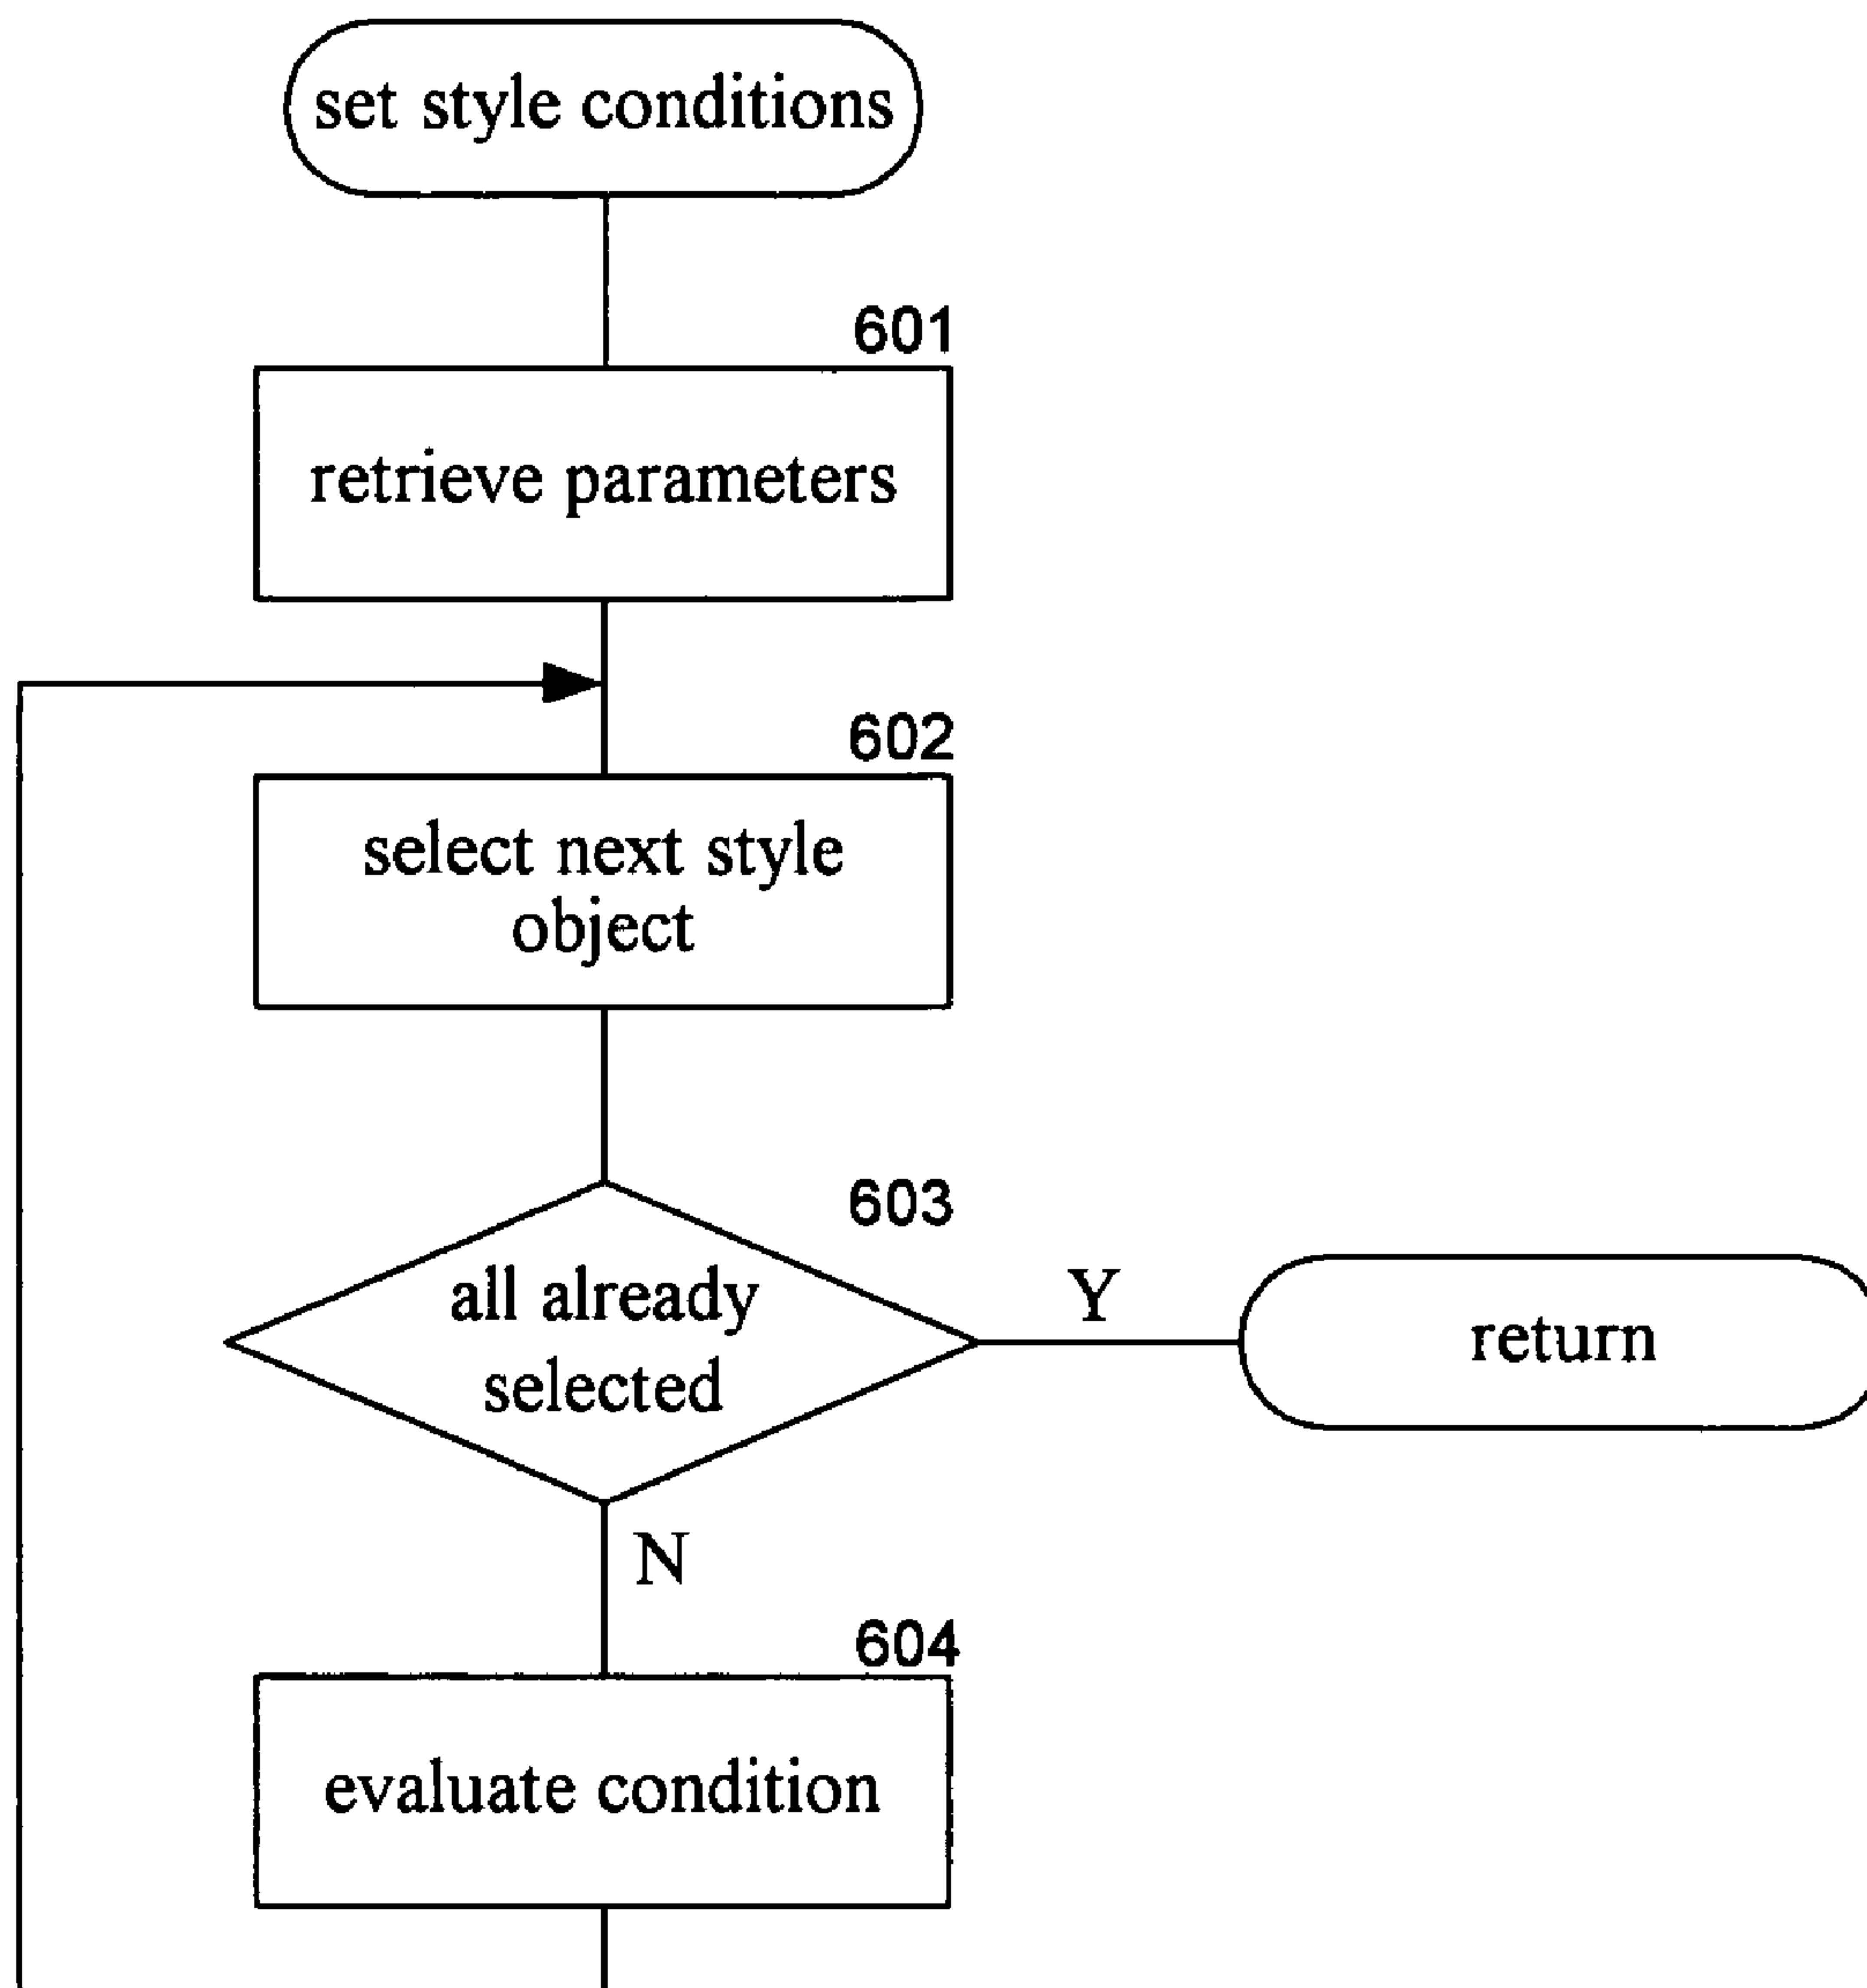 set style conditions
601
retrieve parameters
602
select next style
object
603
all already
selected
Y
return
N
604
evaluate condition